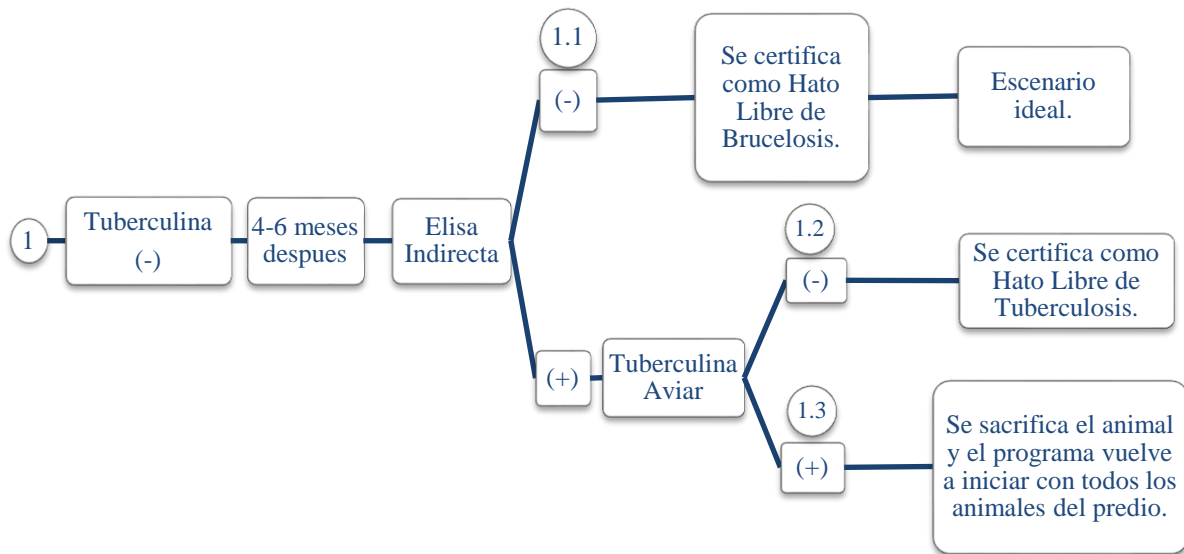 1
Tuberculina
(-)
4-6 meses
despues
Elisa
Indirecta
1.1
(-)
Se certifica
como Hato
Libre de
Brucelosis.
Escenario
ideal.
(+)
Tuberculina
Aviar
1.2
(-)
Se certifica como
Hato Libre de
Tuberculosis.
1.3
(+)
Se sacrifica el animal
y el programa vuelve
a iniciar con todos los
animales del predio.